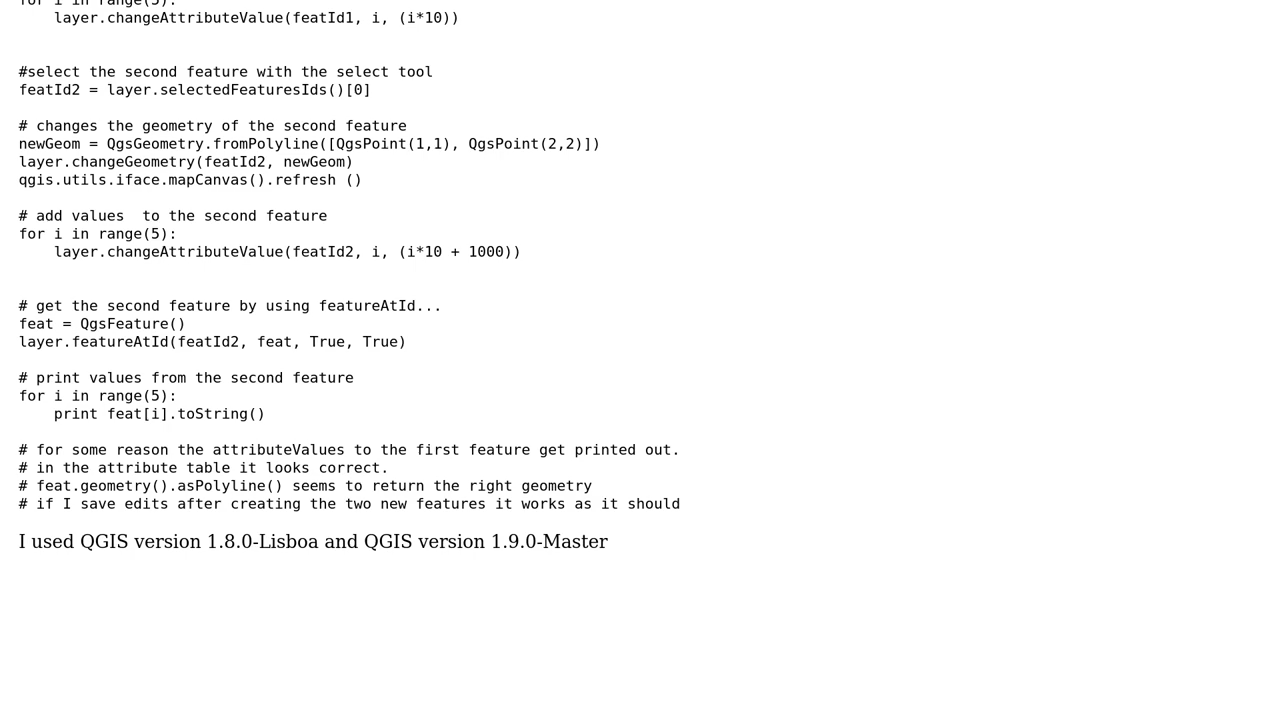 for i in range(5):
    layer.changeAttributeValue(featId1, i, (i*10))
#select the second feature with the select tool
featId2 = layer.selectedFeaturesIds()[0]
# changes the geometry of the second feature
newGeom = QgsGeometry.fromPolyline([QgsPoint(1,1), QgsPoint(2,2)])
layer.changeGeometry(featId2, newGeom)
qgis.utils.iface.mapCanvas().refresh ()
# add values  to the second feature
for i in range(5):
    layer.changeAttributeValue(featId2, i, (i*10 + 1000))
# get the second feature by using featureAtId...
feat = QgsFeature()
layer.featureAtId(featId2, feat, True, True)
# print values from the second feature
for i in range(5):
    print feat[i].toString()
# for some reason the attributeValues to the first feature get printed out.
# in the attribute table it looks correct.
# feat.geometry().asPolyline() seems to return the right geometry
# if I save edits after creating the two new features it works as it should
I used QGIS version 1.8.0-Lisboa and QGIS version 1.9.0-Master